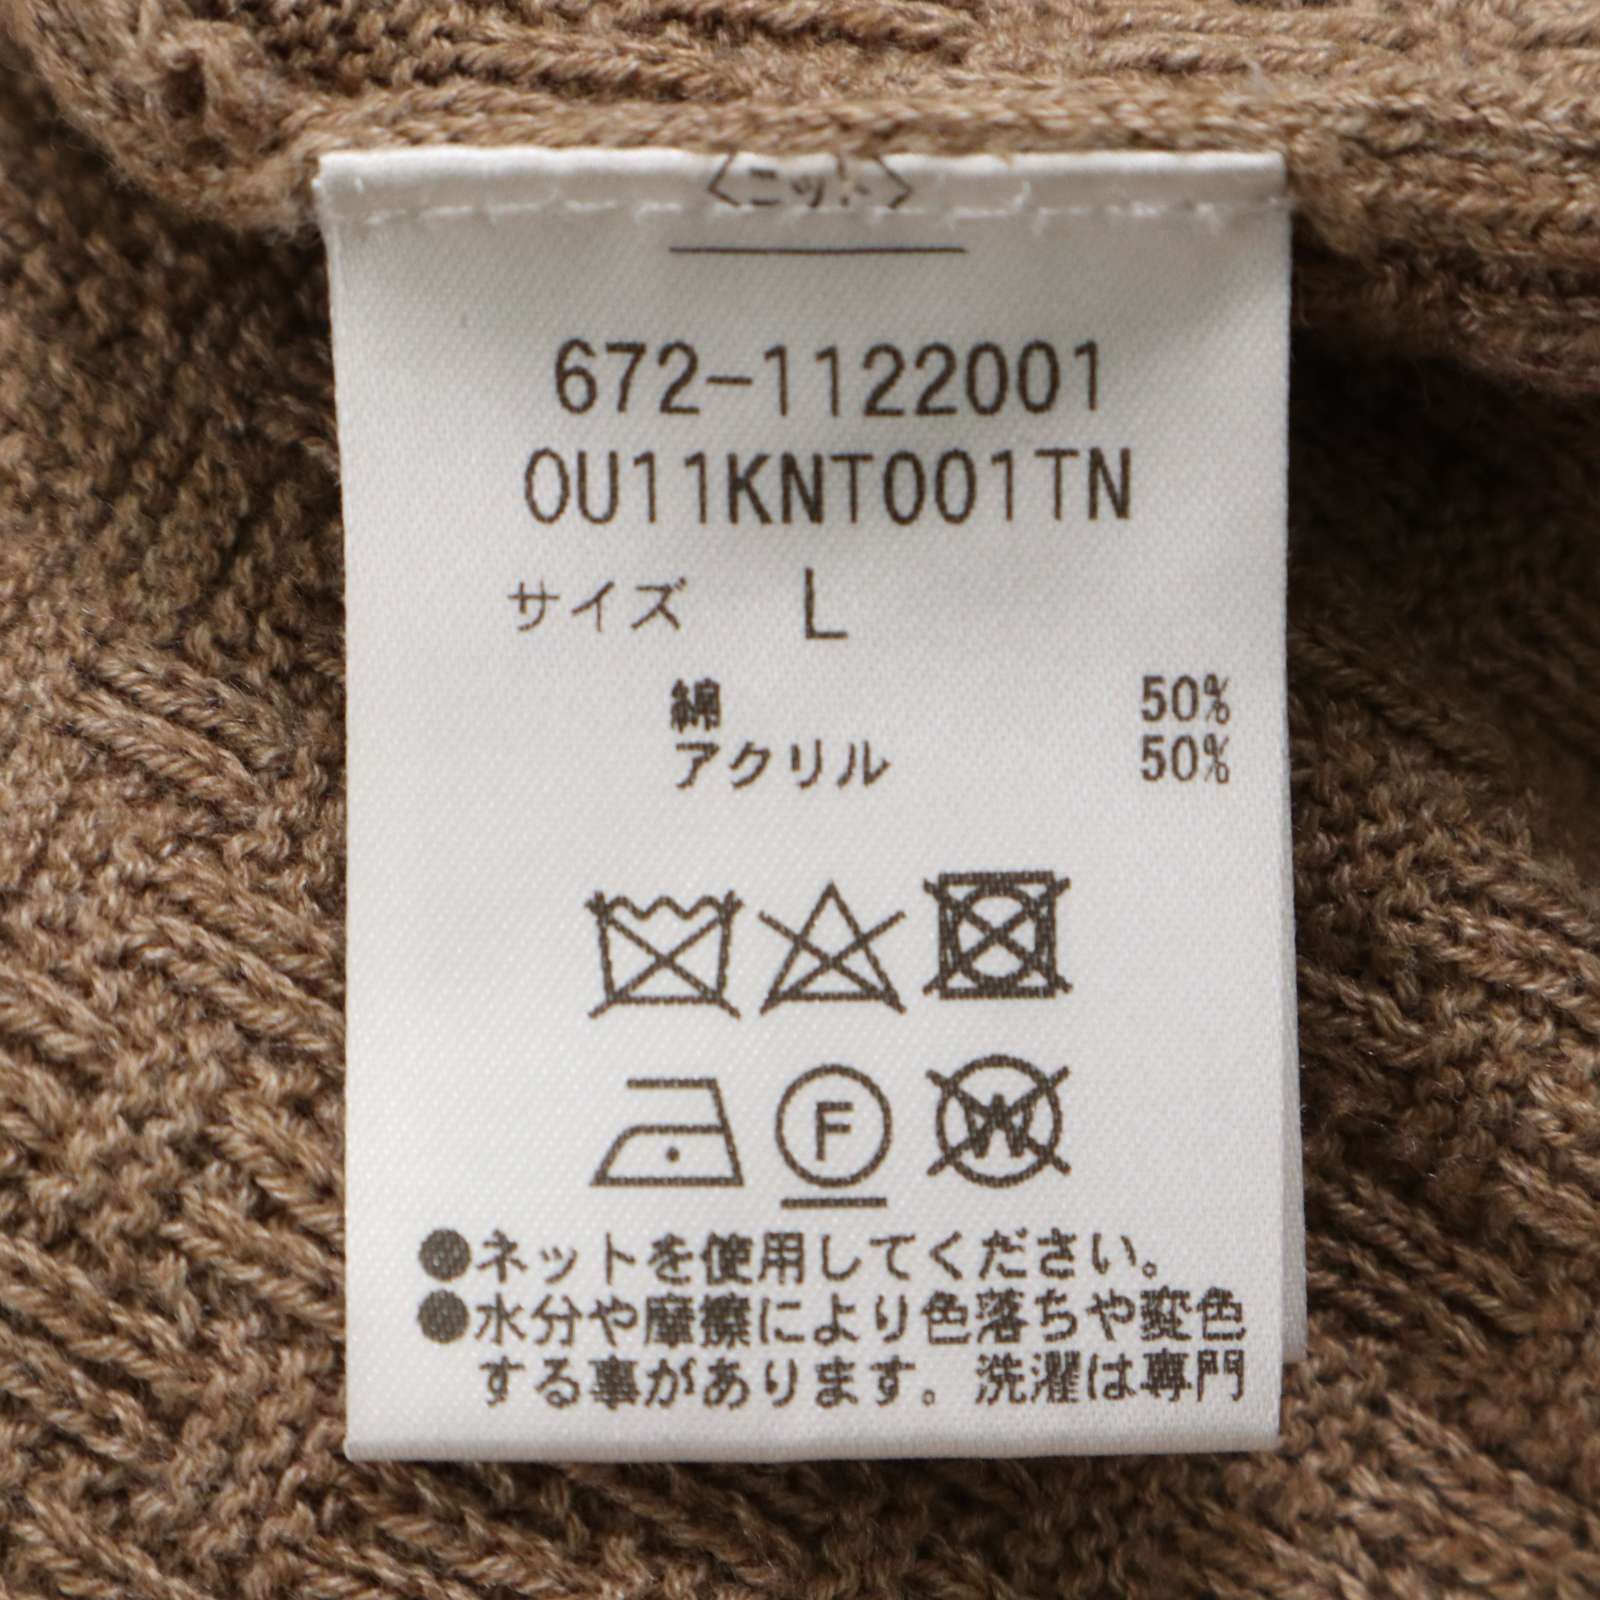 〈ニット〉
672-1122001
OU11KNT001TN
サイズ L
綿 50%
アクリル 50%
F
W
●ネットを使用してください。
●水分や摩擦により色落ちや変色
する事があります。洗濯は専門